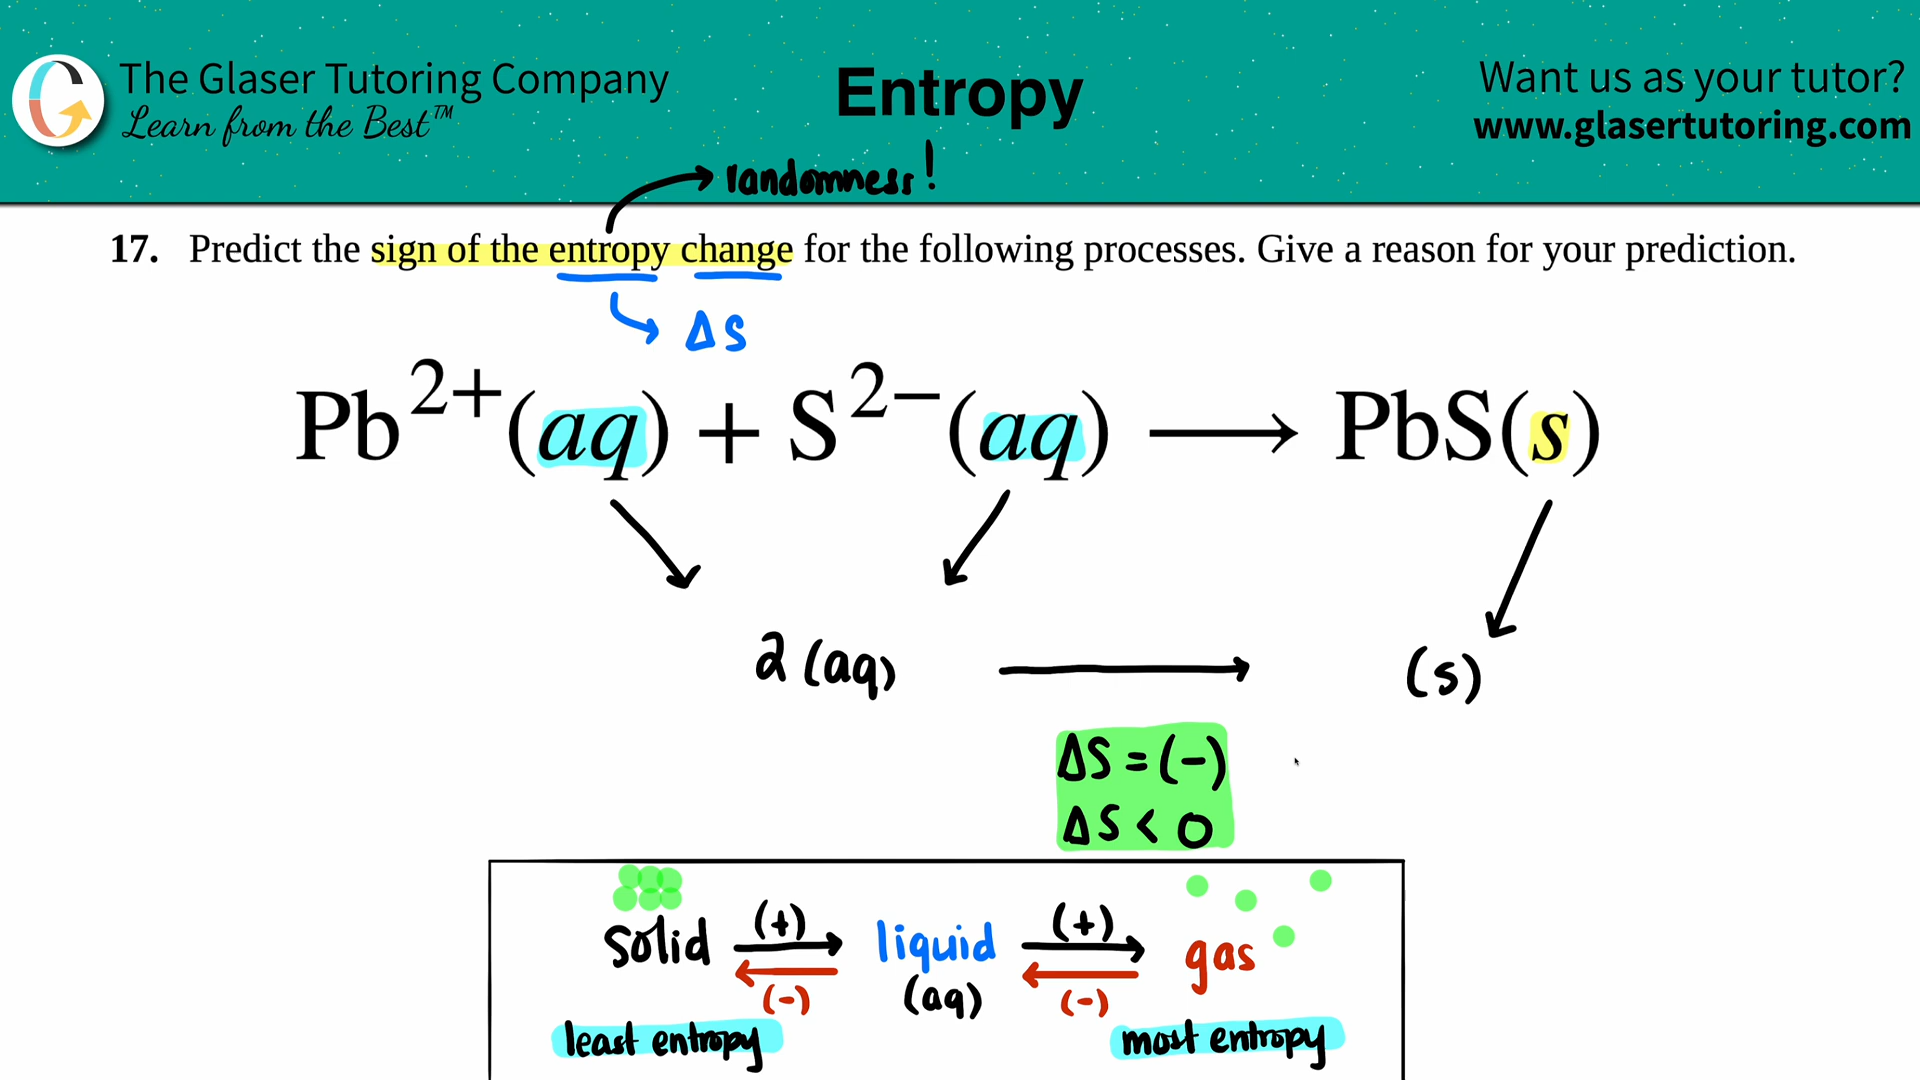 The Glaser Tutoring Company
Learn from the Best™
Entropy
Want us as your tutor?
www.glasertutoring.com
randomness!
17. Predict the sign of the entropy change for the following processes. Give a reason for your prediction.
ΔS
Pb²⁺(aq) + S²⁻(aq) ⟶ PbS(s)
2 (aq) ⟶ (s)
ΔS = (-)
ΔS < 0
(+) (+)
solid → liquid → gas
(-) (aq) (-)
least entropy most entropy